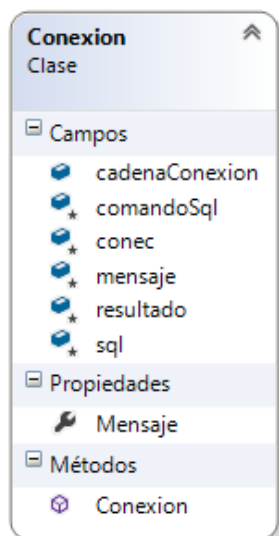 Conexion
Clase
Campos
cadenaConexion
comandoSql
conec
mensaje
resultado
sql
Propiedades
Mensaje
Métodos
Conexion